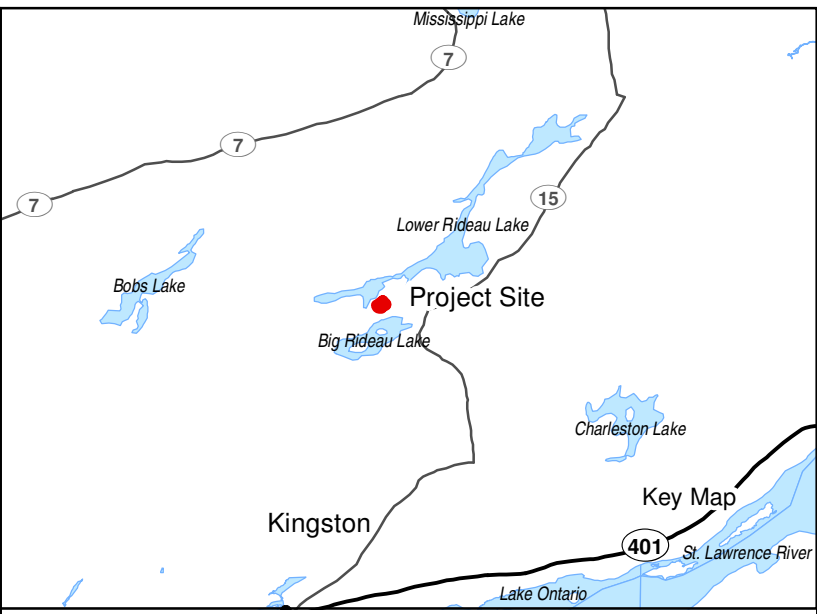 Mississippi Lake
7
7
15
7
Lower Rideau Lake
Bobs Lake
Project Site
Big Rideau Lake
Charleston Lake
Key Map
Kingston
401
St. Lawrence River
Lake Ontario